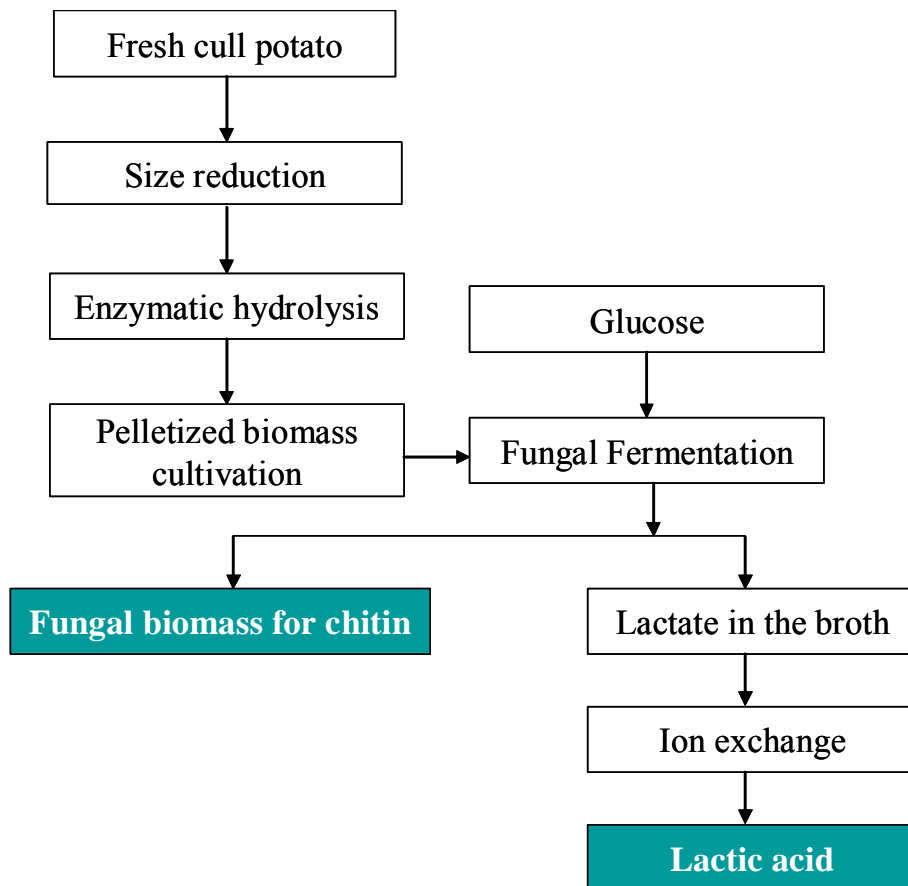 Fresh cull potato
Size reduction
Enzymatic hydrolysis
Glucose
Pelletized biomass
cultivation
Fungal Fermentation
Fungal biomass for chitin
Lactate in the broth
Ion exchange
Lactic acid